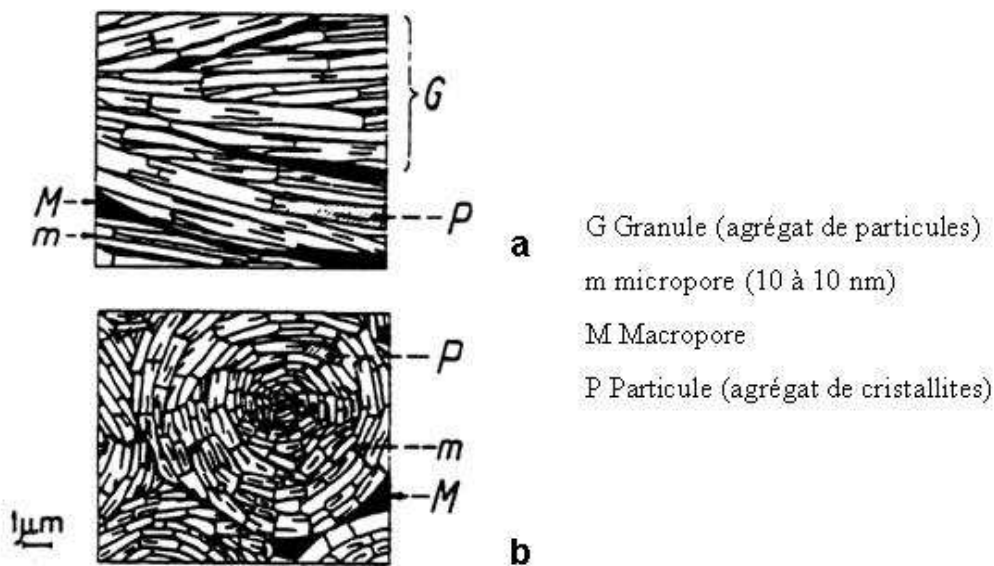 G
M
m
P
a
P
m
M
1μm
b
G Granule (agrégat de particules)
m micropore (10 à 10 nm)
M Macropore
P Particule (agrégat de cristallites)